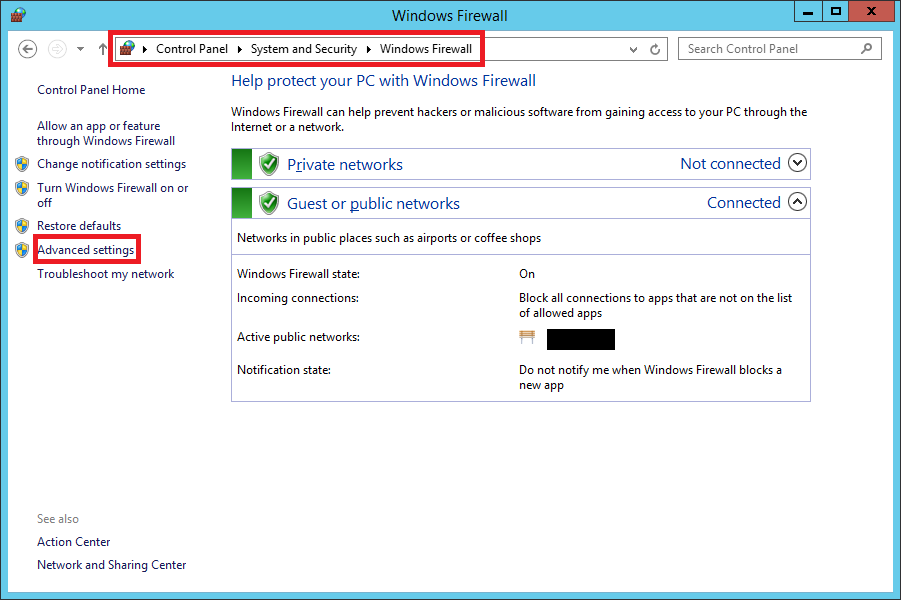 Windows Firewall
Control Panel System and Security Windows Firewall
Search Control Panel
Control Panel Home
Allow an app or feature
through Windows Firewall
Change notification settings
Turn Windows Firewall on or
off
Restore defaults
Advanced settings
Troubleshoot my network
Help protect your PC with Windows Firewall
Windows Firewall can help prevent hackers or malicious software from gaining access to your PC through the
Internet or a network.
Private networks Not connected
Guest or public networks Connected
Networks in public places such as airports or coffee shops
Windows Firewall state: On
Incoming connections: Block all connections to apps that are not on the list
of allowed apps
Active public networks:
Notification state: Do not notify me when Windows Firewall blocks a
new app
See also
Action Center
Network and Sharing Center